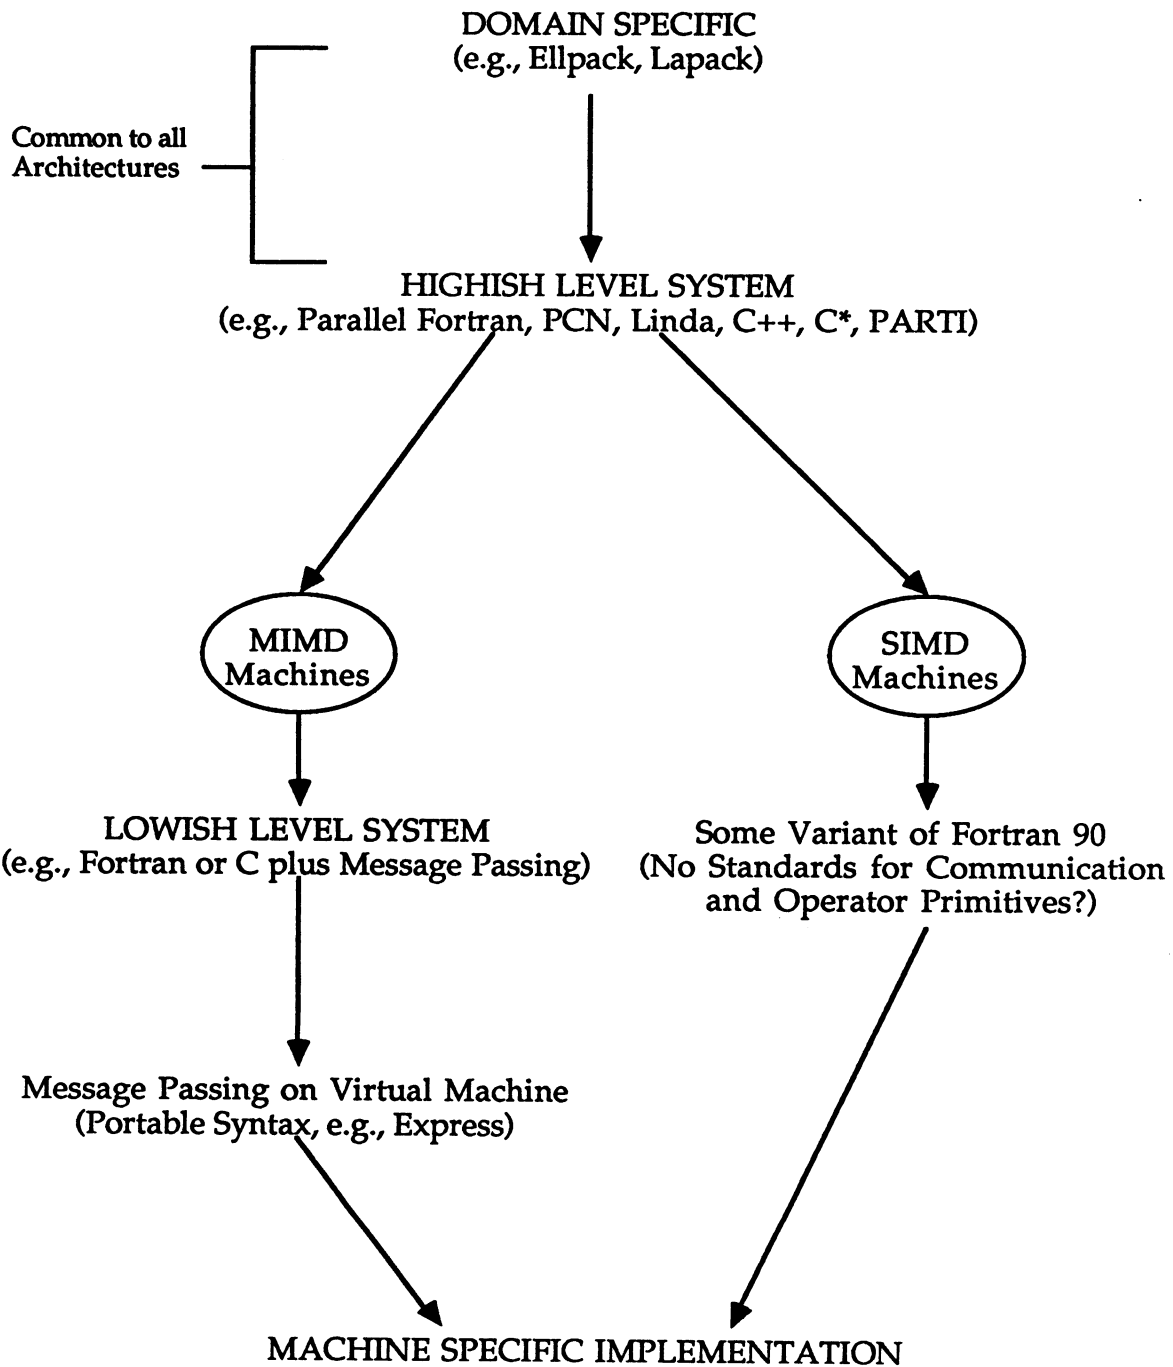 DOMAIN SPECIFIC
(e.g., Ellpack, Lapack)
Common to all
Architectures
HIGHISH LEVEL SYSTEM
(e.g., Parallel Fortran, PCN, Linda, C++, C*, PARTI)
MIMD
Machines
SIMD
Machines
LOWISH LEVEL SYSTEM
(e.g., Fortran or C plus Message Passing)
Some Variant of Fortran 90
(No Standards for Communication
and Operator Primitives?)
Message Passing on Virtual Machine
(Portable Syntax, e.g., Express)
MACHINE SPECIFIC IMPLEMENTATION